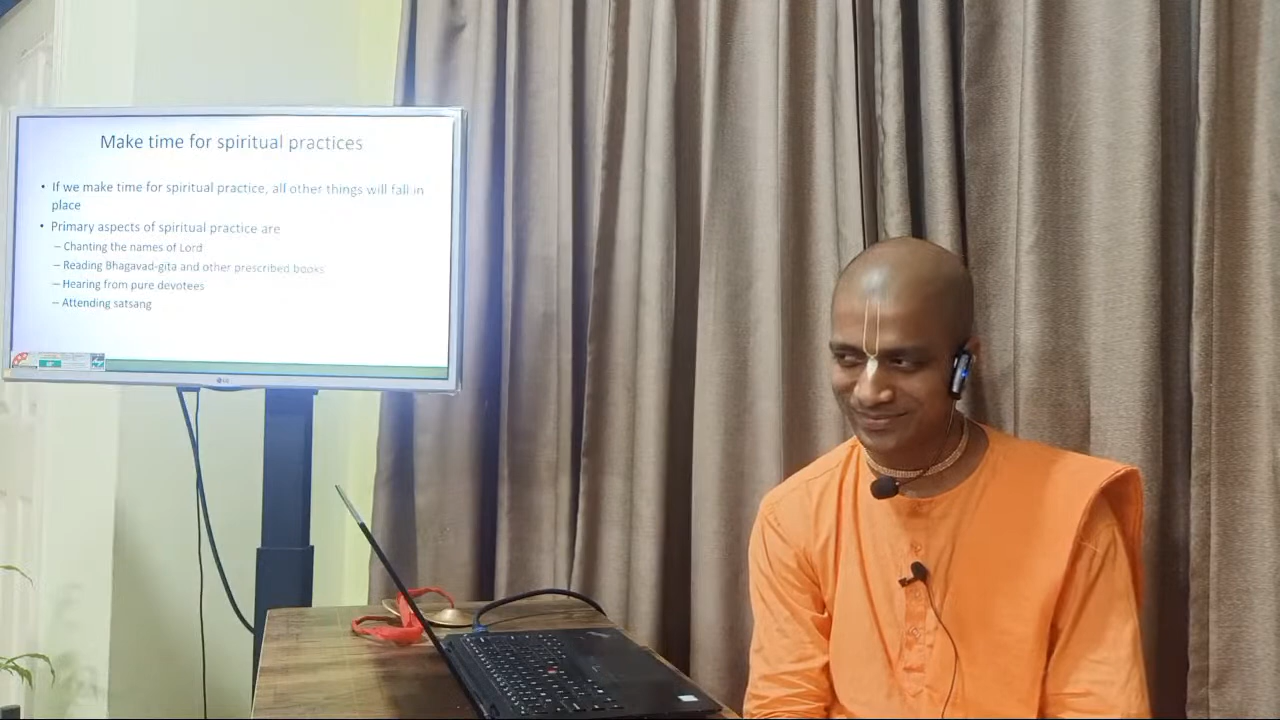 Make time for spiritual practices
• If we make time for spiritual practice, all other things will fall in
place
• Primary aspects of spiritual practice are
– Chanting the names of Lord
– Reading Bhagavad-gita and other prescribed books
– Hearing from pure devotees
– Attending satsang
LG